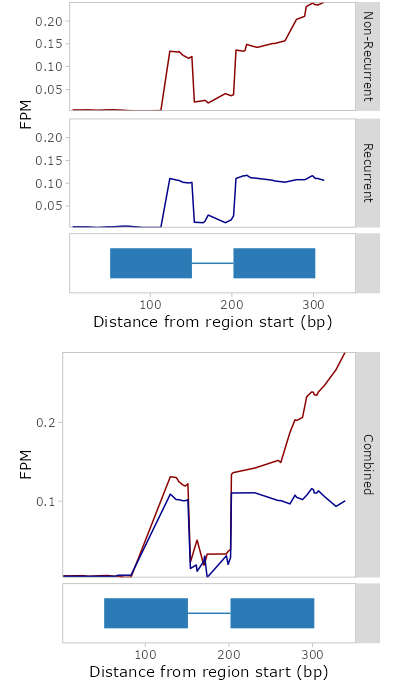 0.20
0.15
0.10
0.05
Non-Recurrent
FPM
0.20
0.15
0.10
0.05
Recurrent
100 200 300
Distance from region start (bp)
0.2
0.1
FPM
Combined
100 200 300
Distance from region start (bp)